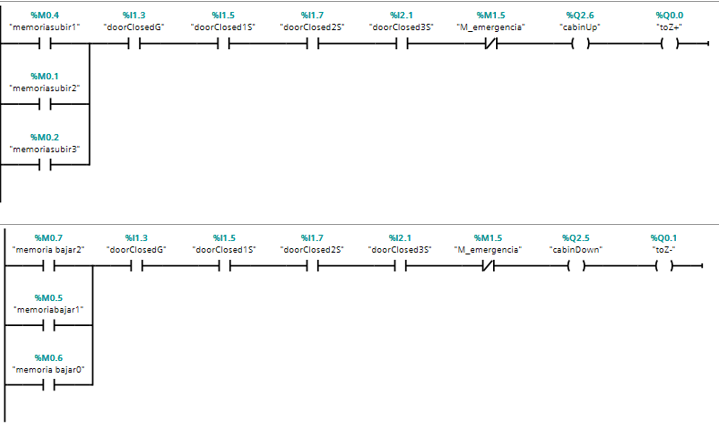 %M0.4 %I1.3 %I1.5 %I1.7 %I2.1 %M1.5 %Q2.6 %Q0.0
"memoriasubir1" "doorClosedG" "doorClosed1S" "doorClosed2S" "doorClosed3S" "M_emergencia" "cabinUp" "toZ+"
%M0.1
"memoriasubir2"
%M0.2
"memoriasubir3"
%M0.7 %I1.3 %I1.5 %I1.7 %I2.1 %M1.5 %Q2.5 %Q0.1
"memoria bajar2" "doorClosedG" "doorClosed1S" "doorClosed2S" "doorClosed3S" "M_emergencia" "cabinDown" "toZ-"
%M0.5
"memoriabajar1"
%M0.6
"memoria bajar0"